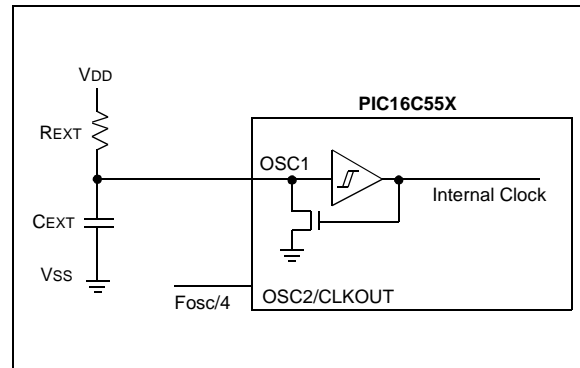 VDD
PIC16C55X
REXT
OSC1
Internal Clock
CEXT
VSS
OSC2/CLKOUT
Fosc/4